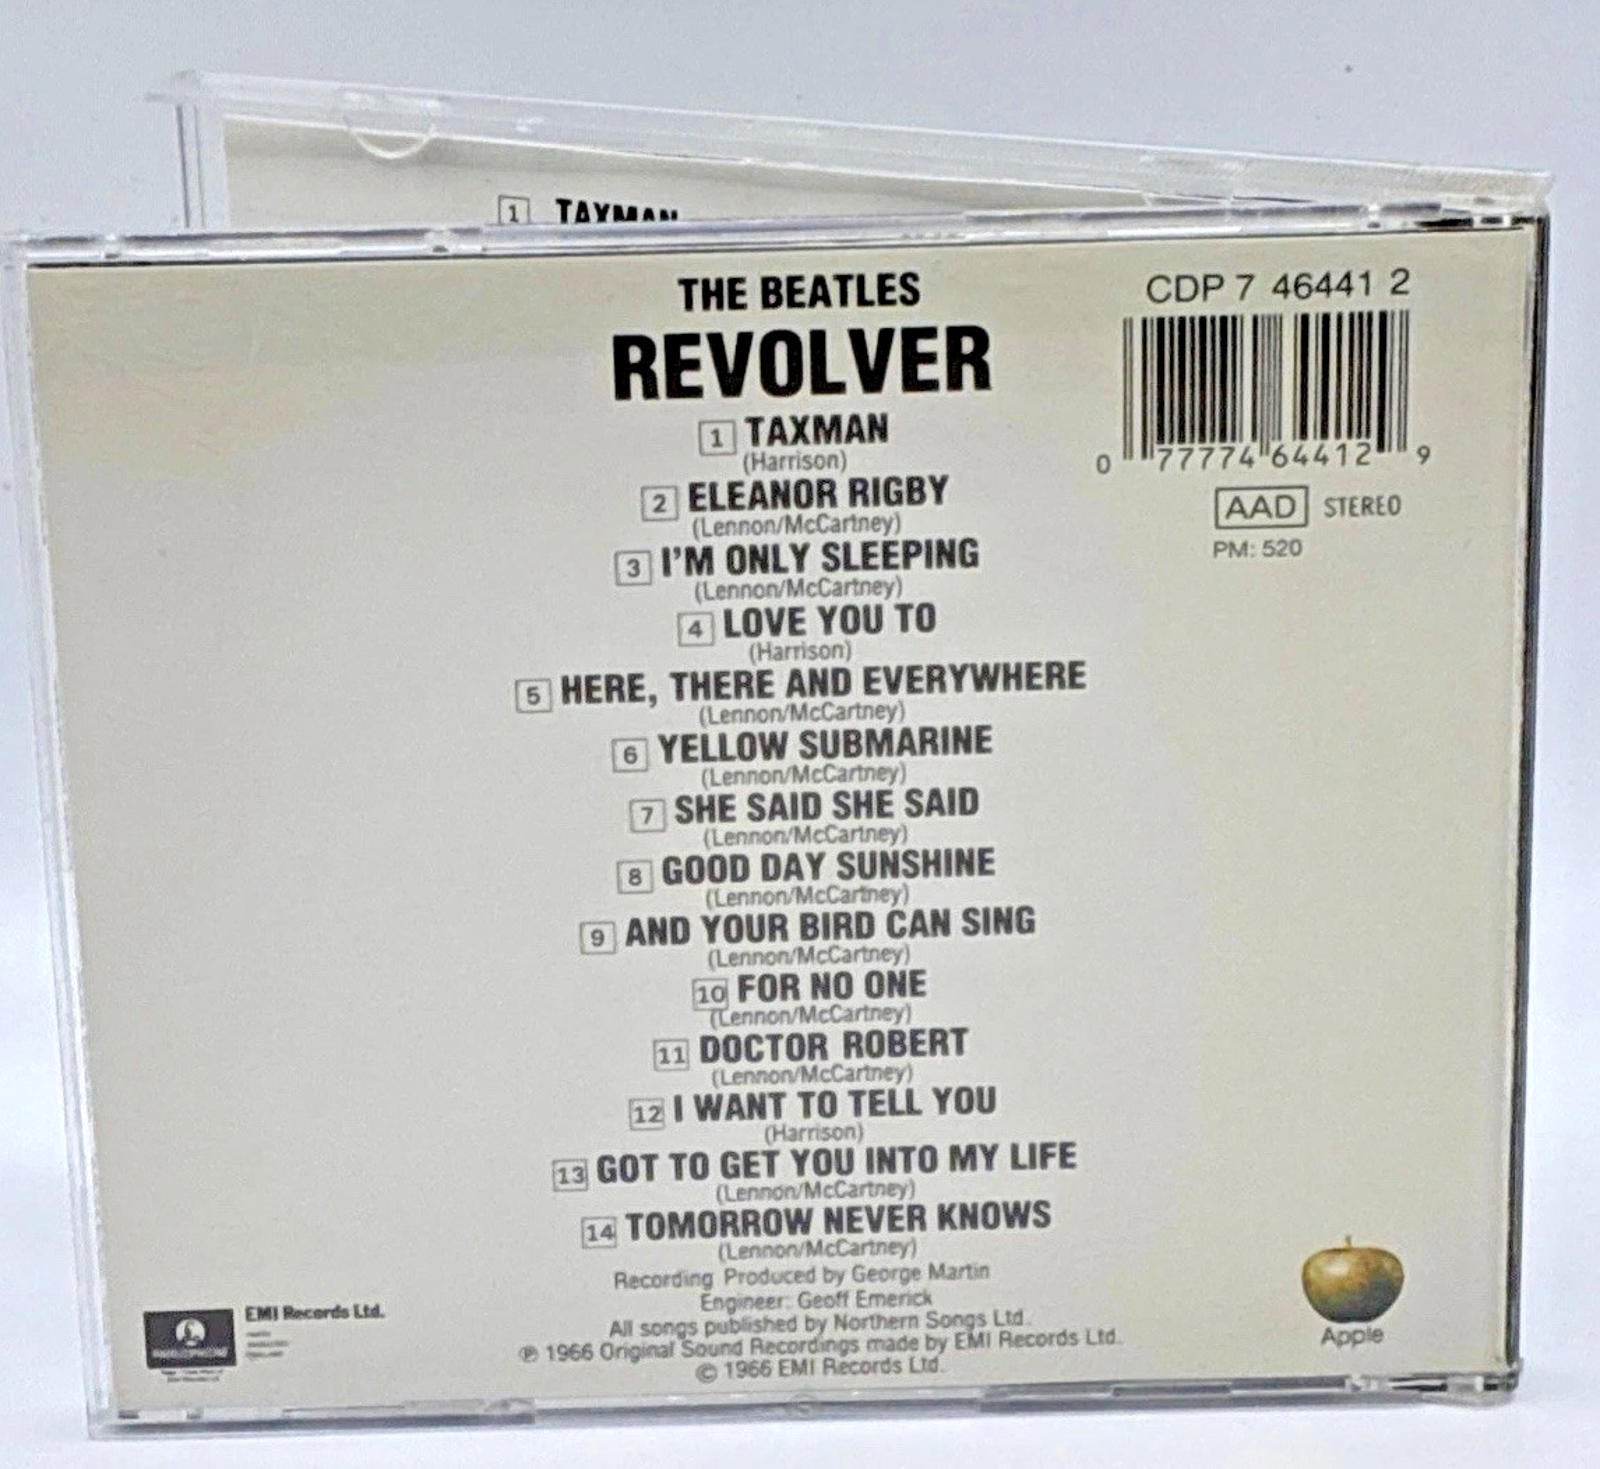 1 TAXMAN
THE BEATLES
REVOLVER
CDP 7 46441 2
0 77774 64412 9
AAD STEREO
PM: 520
1 TAXMAN
(Harrison)
2 ELEANOR RIGBY
(Lennon/McCartney)
3 I'M ONLY SLEEPING
(Lennon/McCartney)
4 LOVE YOU TO
(Harrison)
5 HERE, THERE AND EVERYWHERE
(Lennon/McCartney)
6 YELLOW SUBMARINE
(Lennon/McCartney)
7 SHE SAID SHE SAID
(Lennon/McCartney)
8 GOOD DAY SUNSHINE
(Lennon/McCartney)
9 AND YOUR BIRD CAN SING
(Lennon/McCartney)
10 FOR NO ONE
(Lennon/McCartney)
11 DOCTOR ROBERT
(Lennon/McCartney)
12 I WANT TO TELL YOU
(Harrison)
13 GOT TO GET YOU INTO MY LIFE
(Lennon/McCartney)
14 TOMORROW NEVER KNOWS
(Lennon/McCartney)
Recording Produced by George Martin
Engineer: Geoff Emerick
All songs published by Northern Songs Ltd.
℗ 1966 Original Sound Recordings made by EMI Records Ltd.
© 1966 EMI Records Ltd.
EMI Records Ltd.
Apple